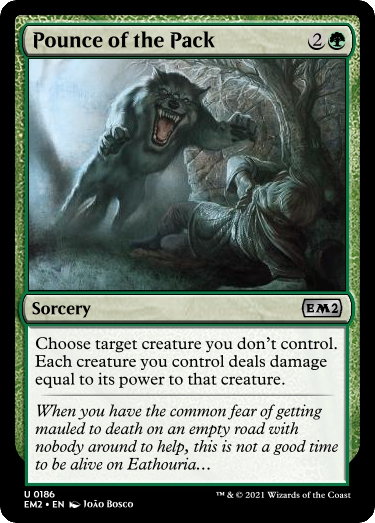 Pounce of the Pack 2
Sorcery EM2
Choose target creature you don't control.
Each creature you control deals damage
equal to its power to that creature.
When you have the common fear of getting
mauled to death on an empty road with
nobody around to help, this is not a good time
to be alive on Eathouria…
U 0186
EM2 • EN João Bosco ™ & © 2021 Wizards of the Coast